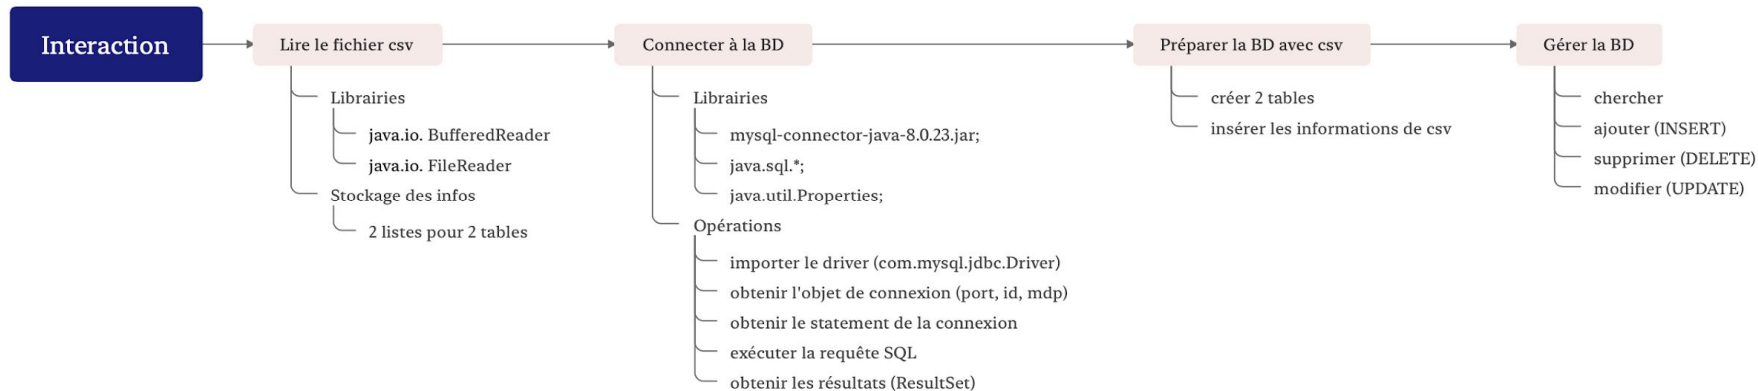 Interaction
Lire le fichier csv
Librairies
java.io. BufferedReader
java.io. FileReader
Stockage des infos
2 listes pour 2 tables
Connecter à la BD
Librairies
mysql-connector-java-8.0.23.jar;
java.sql.*;
java.util.Properties;
Opérations
importer le driver (com.mysql.jdbc.Driver)
obtenir l'objet de connexion (port, id, mdp)
obtenir le statement de la connexion
exécuter la requête SQL
obtenir les résultats (ResultSet)
Préparer la BD avec csv
créer 2 tables
insérer les informations de csv
Gérer la BD
chercher
ajouter (INSERT)
supprimer (DELETE)
modifier (UPDATE)